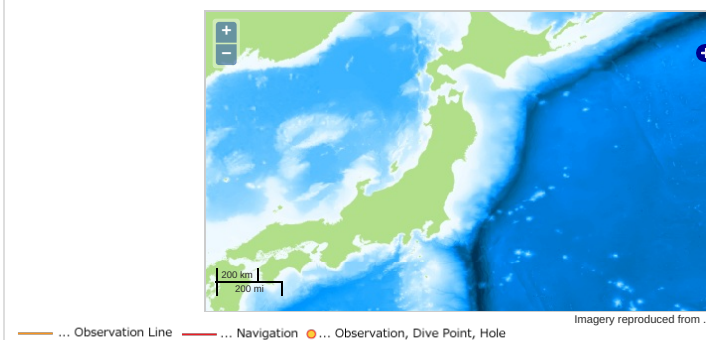 +
−
200 km
200 mi
Imagery reproduced from .
... Observation Line ... Navigation ... Observation, Dive Point, Hole